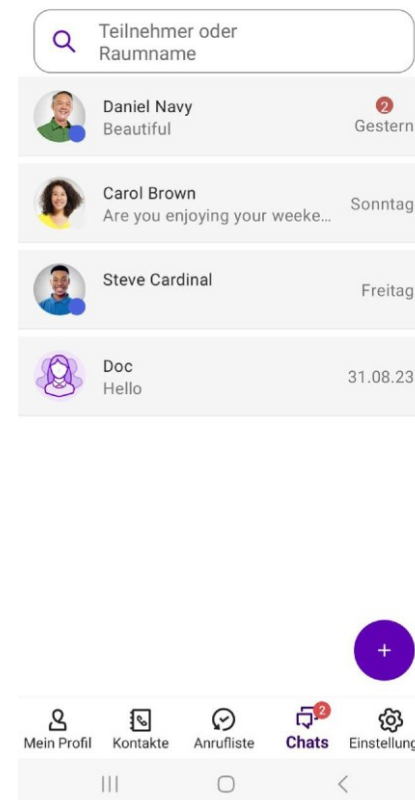 Teilnehmer oder
Raumname
Daniel Navy
2
Beautiful
Gestern
Carol Brown
Are you enjoying your weeke...
Sonntag
Steve Cardinal
Freitag
Doc
Hello
31.08.23
+
2
Mein Profil
Kontakte
Anrufliste
Chats
Einstellung